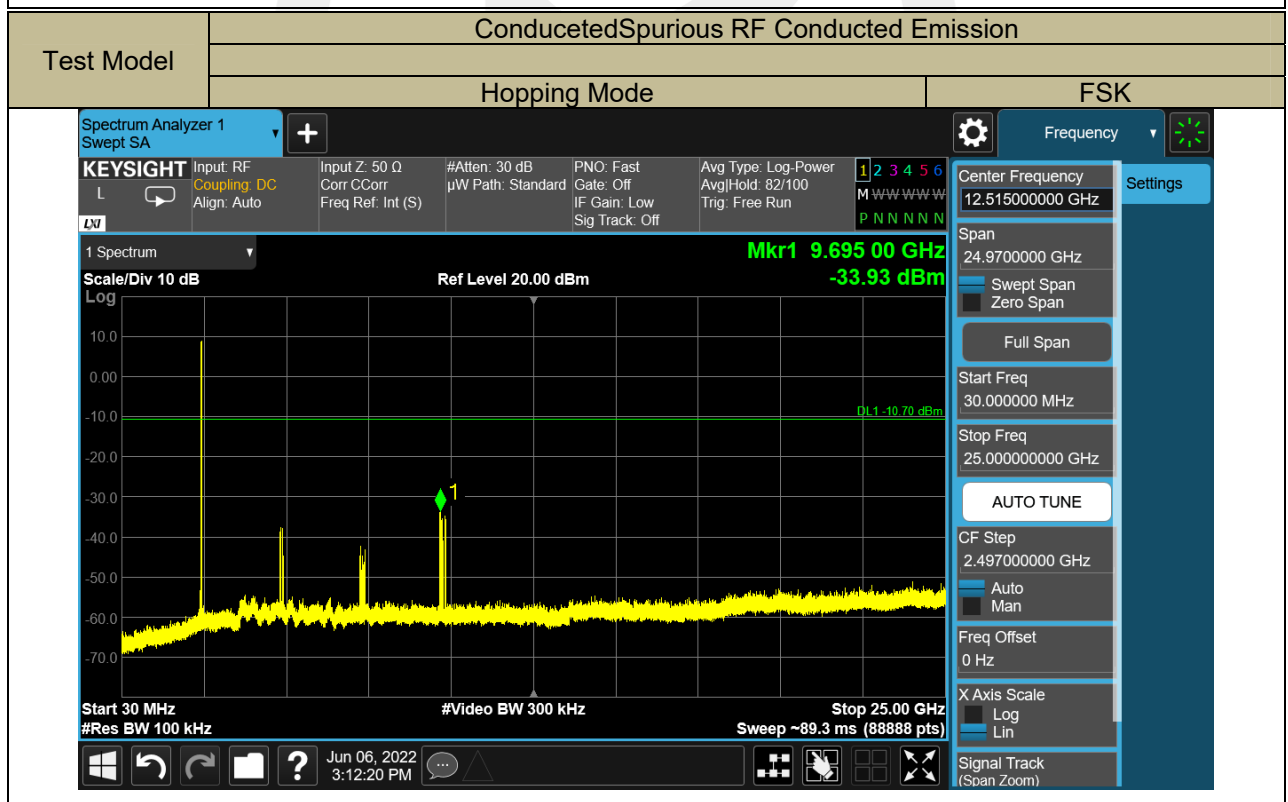 ConducetedSpurious RF Conducted Emission
Test Model
Hopping Mode FSK
Spectrum Analyzer 1
Swept SA
+
Frequency
KEYSIGHT Input: RF Input Z: 50 Ω #Atten: 30 dB PNO: Fast Avg Type: Log-Power 1 2 3 4 5 6
L Coupling: DC Corr CCorr µW Path: Standard Gate: Off Avg|Hold: 82/100 M W W W W W
Align: Auto Freq Ref: Int (S) IF Gain: Low Trig: Free Run
LXI Sig Track: Off P N N N N N
1 Spectrum
Mkr1 9.695 00 GHz
Scale/Div 10 dB Ref Level 20.00 dBm -33.93 dBm
Log
10.0
0.00
-10.0
DL1 -10.70 dBm
-20.0
-30.0
1
-40.0
-50.0
-60.0
-70.0
Start 30 MHz #Video BW 300 kHz Stop 25.00 GHz
#Res BW 100 kHz Sweep ~89.3 ms (88888 pts)
Center Frequency
12.515000000 GHz
Settings
Span
24.9700000 GHz
Swept Span
Zero Span
Full Span
Start Freq
30.000000 MHz
Stop Freq
25.000000000 GHz
AUTO TUNE
CF Step
2.497000000 GHz
Auto
Man
Freq Offset
0 Hz
X Axis Scale
Log
Lin
Signal Track
(Span Zoom)
?
Jun 06, 2022
3:12:20 PM